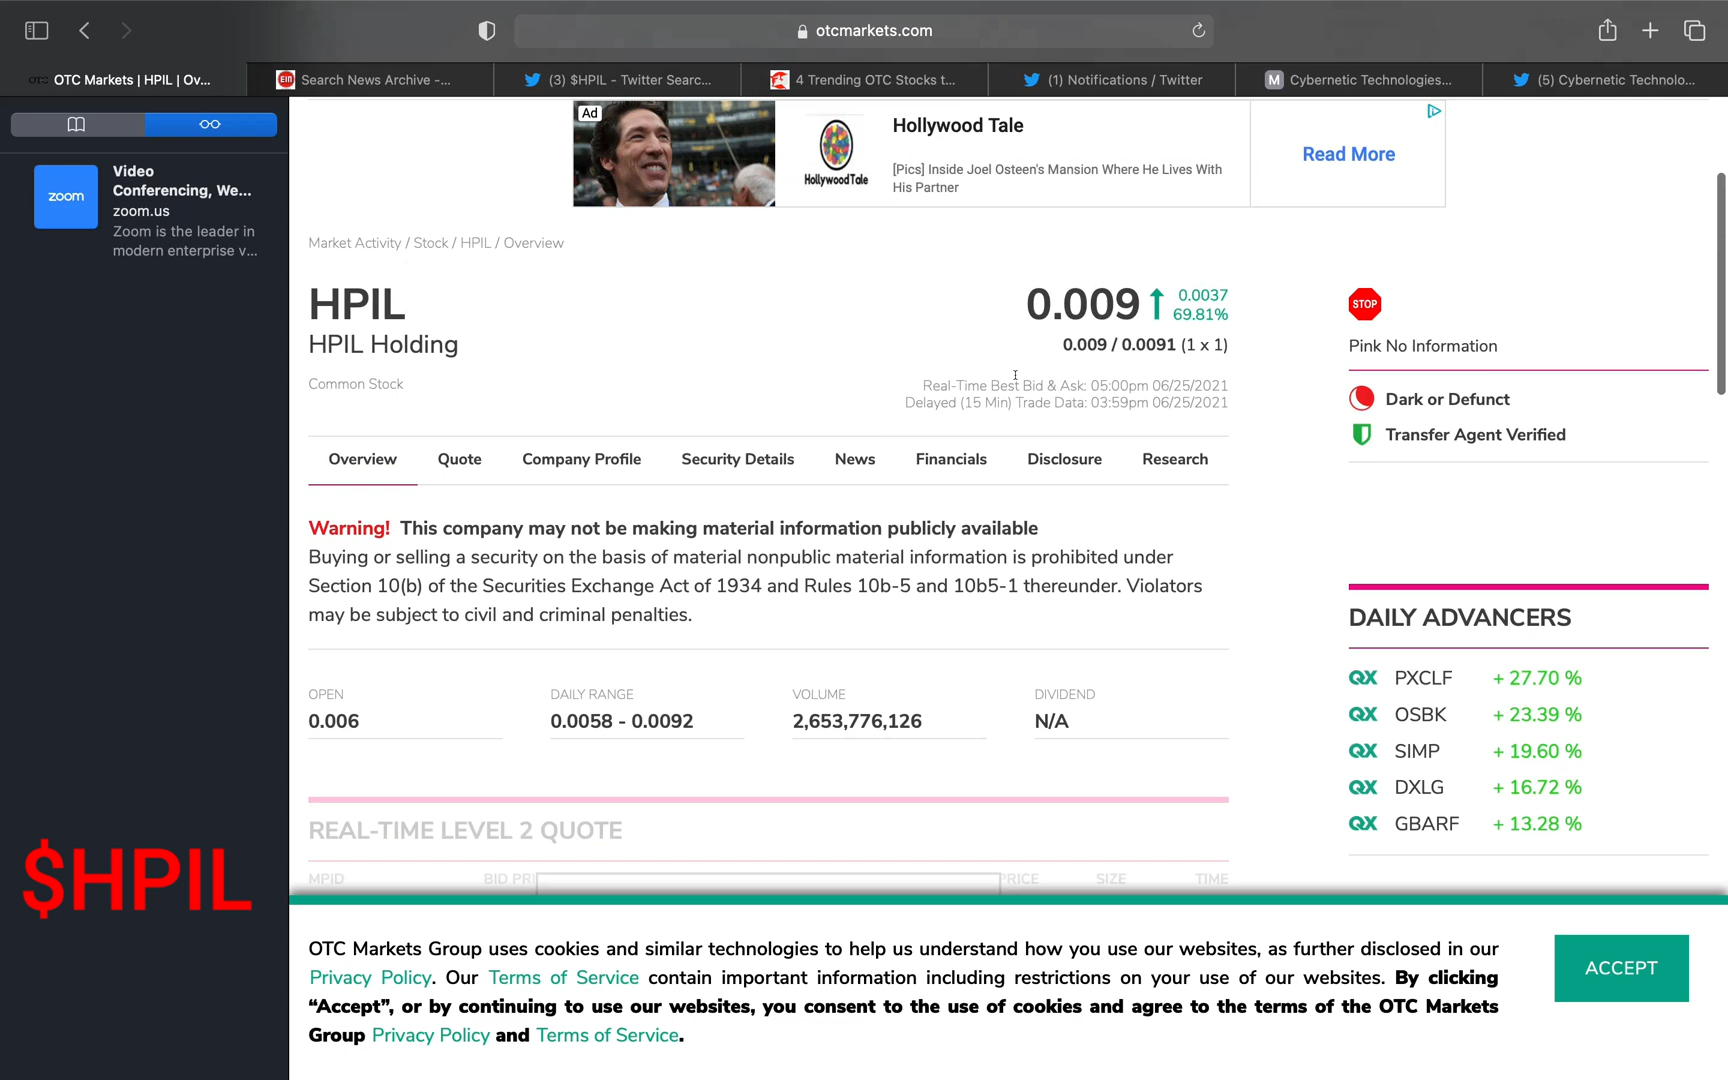 otcmarkets.com
OTC Markets | HPIL | Ov...
EIN
Search News Archive -...
(3) $HPIL - Twitter Searc...
4 Trending OTC Stocks t...
(1) Notifications / Twitter
M
Cybernetic Technologies...
(5) Cybernetic Technolo...
zoom
Video
Conferencing, We...
zoom.us
Zoom is the leader in
modern enterprise v...
Ad
HollywoodTale
Hollywood Tale
[Pics] Inside Joel Osteen's Mansion Where He Lives With
His Partner
Read More
Market Activity / Stock / HPIL / Overview
HPIL
HPIL Holding
Common Stock
0.009
0.0037
69.81%
0.009 / 0.0091 (1 x 1)
Real-Time Best Bid & Ask: 05:00pm 06/25/2021
Delayed (15 Min) Trade Data: 03:59pm 06/25/2021
STOP
Pink No Information
Dark or Defunct
Transfer Agent Verified
Overview Quote Company Profile Security Details News Financials Disclosure Research
Warning! This company may not be making material information publicly available
Buying or selling a security on the basis of material nonpublic material information is prohibited under
Section 10(b) of the Securities Exchange Act of 1934 and Rules 10b-5 and 10b5-1 thereunder. Violators
may be subject to civil and criminal penalties.
OPEN DAILY RANGE VOLUME DIVIDEND
0.006 0.0058 - 0.0092 2,653,776,126 N/A
DAILY ADVANCERS
QX PXCLF + 27.70 %
QX OSBK + 23.39 %
QX SIMP + 19.60 %
QX DXLG + 16.72 %
QX GBARF + 13.28 %
REAL-TIME LEVEL 2 QUOTE
MPID BID PRI PRICE SIZE TIME
$HPIL
OTC Markets Group uses cookies and similar technologies to help us understand how you use our websites, as further disclosed in our
Privacy Policy. Our Terms of Service contain important information including restrictions on your use of our websites. By clicking
“Accept”, or by continuing to use our websites, you consent to the use of cookies and agree to the terms of the OTC Markets
Group Privacy Policy and Terms of Service.
ACCEPT